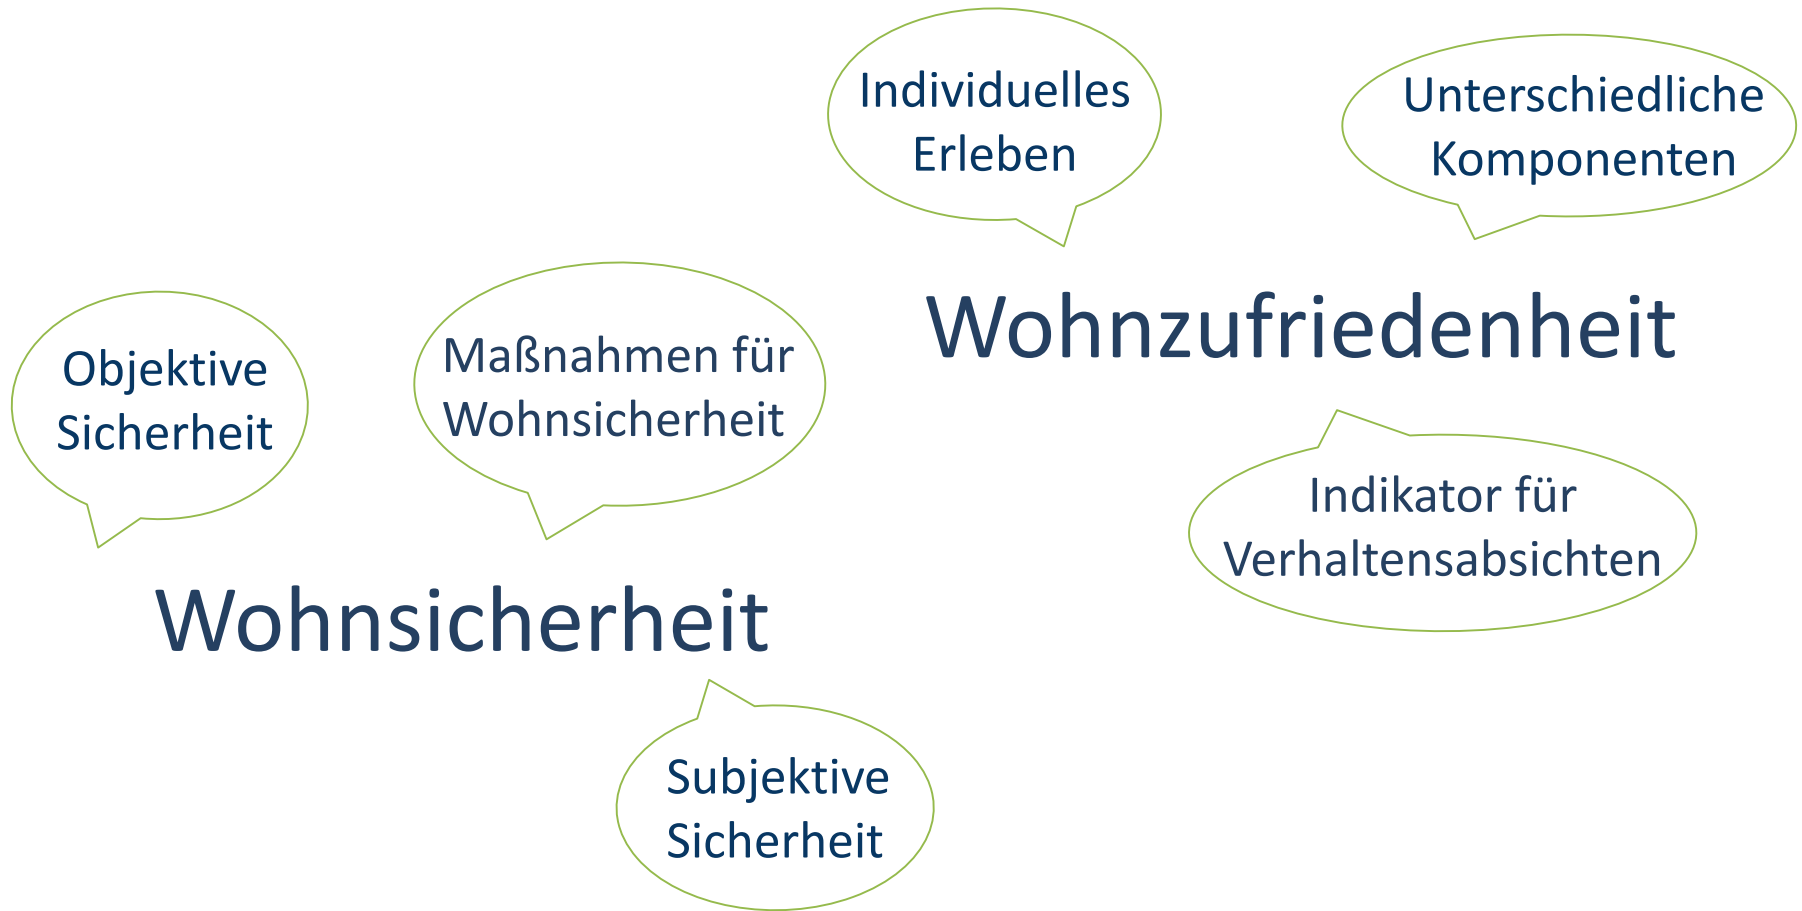 Individuelles
Erleben
Unterschiedliche
Komponenten
Wohnzufriedenheit
Indikator für
Verhaltensabsichten
Objektive
Sicherheit
Maßnahmen für
Wohnsicherheit
Wohnsicherheit
Subjektive
Sicherheit